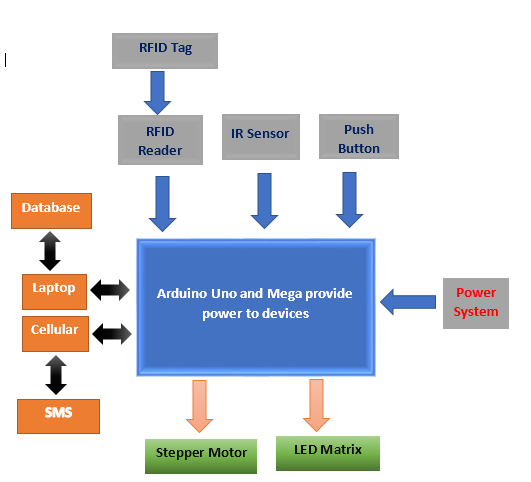 RFID Tag
RFID
Reader
IR Sensor
Push
Button
Database
Laptop
Cellular
SMS
Arduino Uno and Mega provide
power to devices
Power
System
Stepper Motor
LED Matrix